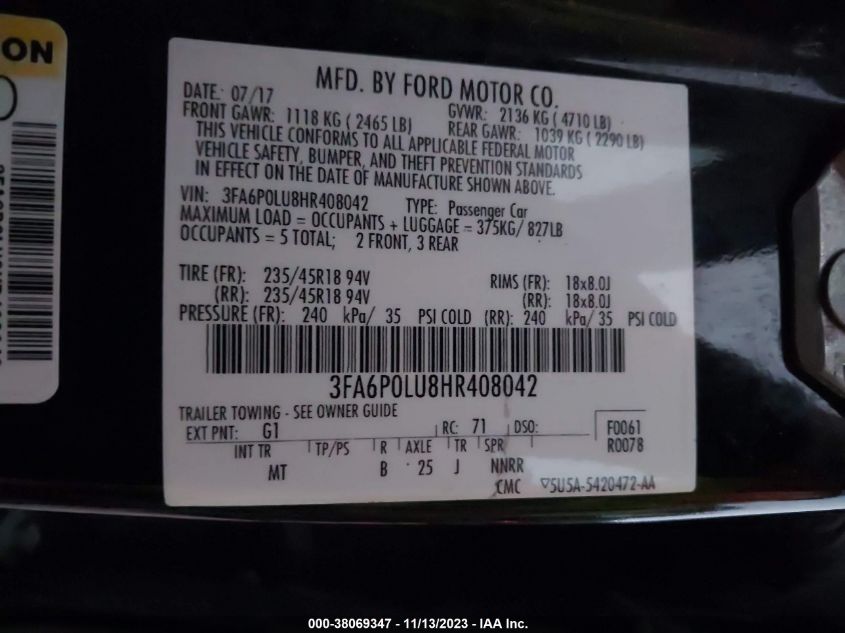 ON
MFD. BY FORD MOTOR CO.
DATE: 07/17
GVWR: 2136 KG ( 4710 LB)
FRONT GAWR: 1118 KG ( 2465 LB)
REAR GAWR: 1039 KG ( 2290 LB)
THIS VEHICLE CONFORMS TO ALL APPLICABLE FEDERAL MOTOR
VEHICLE SAFETY, BUMPER, AND THEFT PREVENTION STANDARDS
IN EFFECT ON THE DATE OF MANUFACTURE SHOWN ABOVE.
VIN: 3FA6P0LU8HR408042 TYPE: Passenger Car
MAXIMUM LOAD = OCCUPANTS + LUGGAGE = 375KG/ 827LB
OCCUPANTS = 5 TOTAL; 2 FRONT, 3 REAR
TIRE (FR): 235/45R18 94V RIMS (FR): 18x8.0J
(RR): 235/45R18 94V (RR): 18x8.0J
PRESSURE (FR): 240 kPa/ 35 PSI COLD (RR): 240 kPa/ 35 PSI COLD
3FA6P0LU8HR408042
TRAILER TOWING - SEE OWNER GUIDE
EXT PNT: G1 RC: 71 DSO: F0061
R0078
INT TR TP/PS R AXLE TR SPR
MT B 25 J NNRR
CMC ▽5U5A-5420472-AA
000-38069347 - 11/13/2023 - IAA Inc.